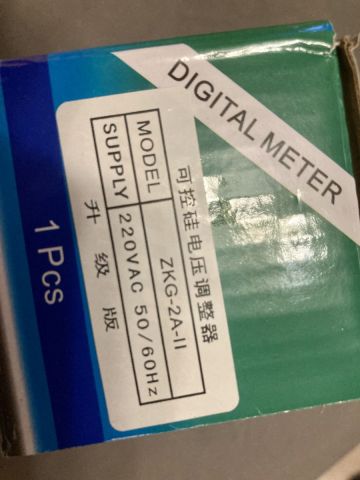 DIGITAL METER
可控硅电压调整器
MODEL ZKG-2A-II
SUPPLY 220VAC 50/60Hz
升级版
1 Pcs